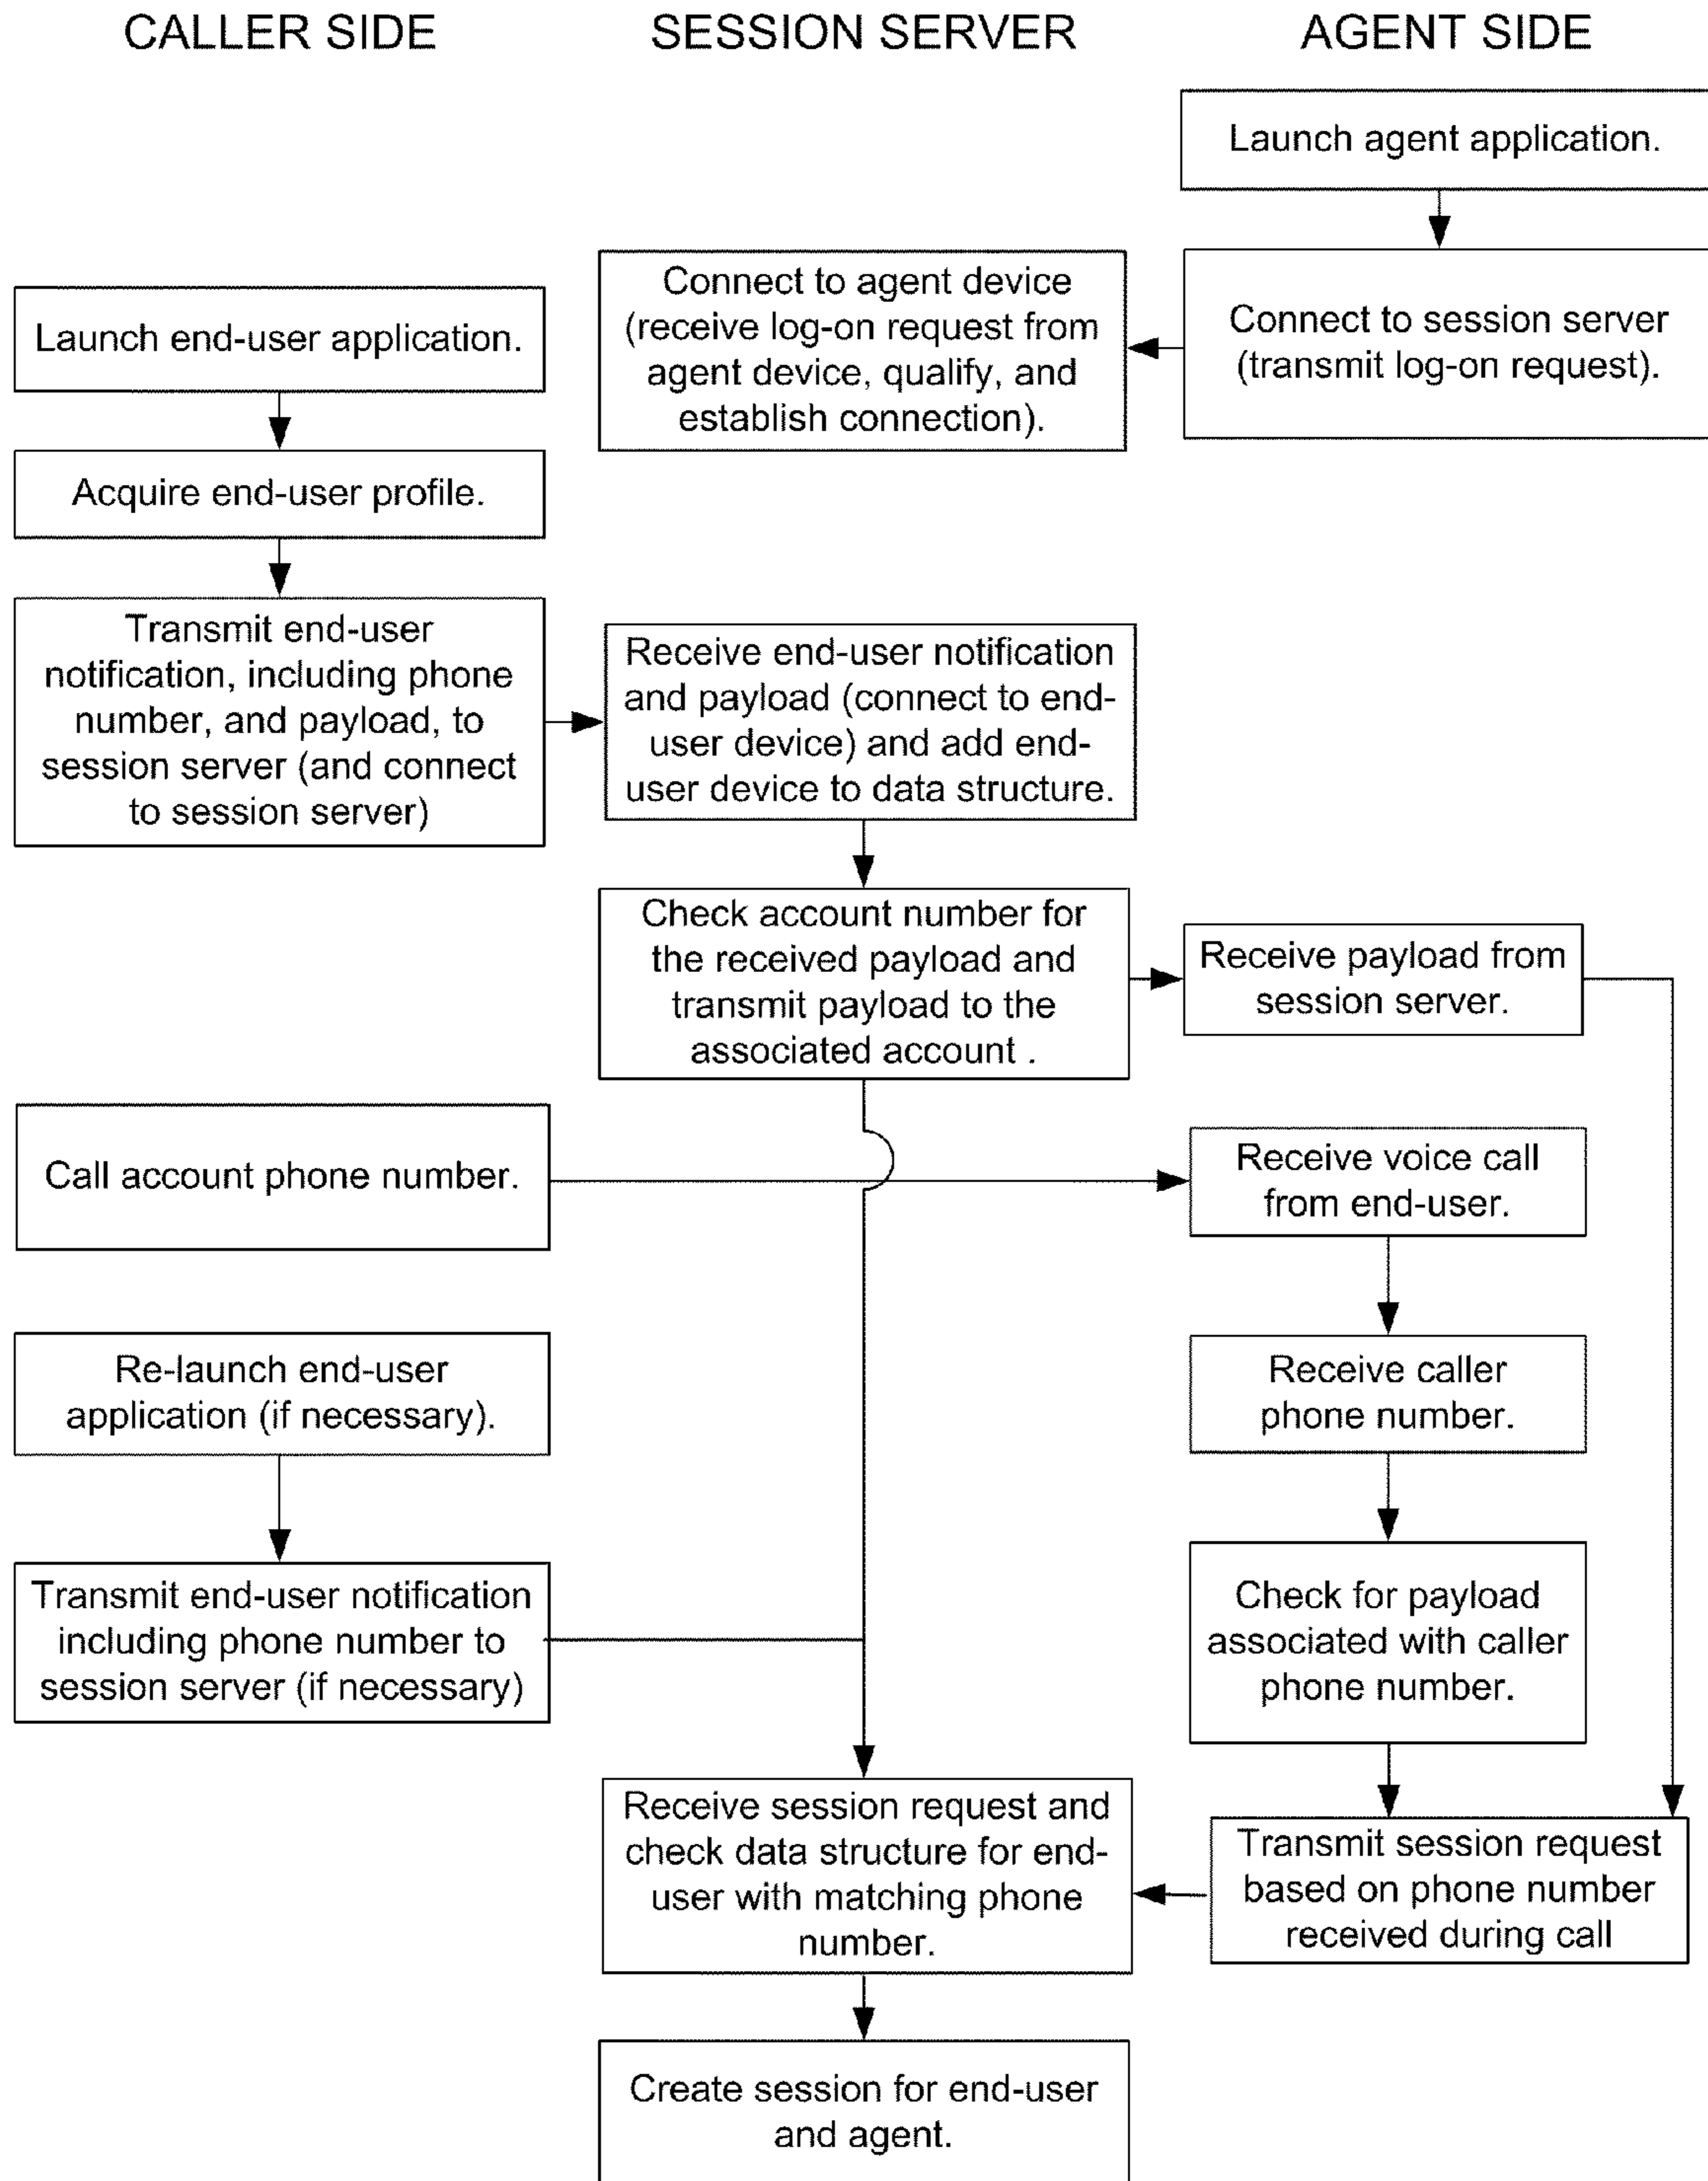 CALLER SIDE
SESSION SERVER
AGENT SIDE
Launch agent application.
Connect to agent device
(receive log-on request from
agent device, qualify, and
establish connection).
Connect to session server
(transmit log-on request).
Launch end-user application.
Acquire end-user profile.
Transmit end-user
notification, including phone
number, and payload, to
session server (and connect
to session server)
Receive end-user notification
and payload (connect to end-
user device) and add end-
user device to data structure.
Check account number for
the received payload and
transmit payload to the
associated account .
Receive payload from
session server.
Call account phone number.
Receive voice call
from end-user.
Re-launch end-user
application (if necessary).
Receive caller
phone number.
Transmit end-user notification
including phone number to
session server (if necessary)
Check for payload
associated with caller
phone number.
Receive session request and
check data structure for end-
user with matching phone
number.
Transmit session request
based on phone number
received during call
Create session for end-user
and agent.